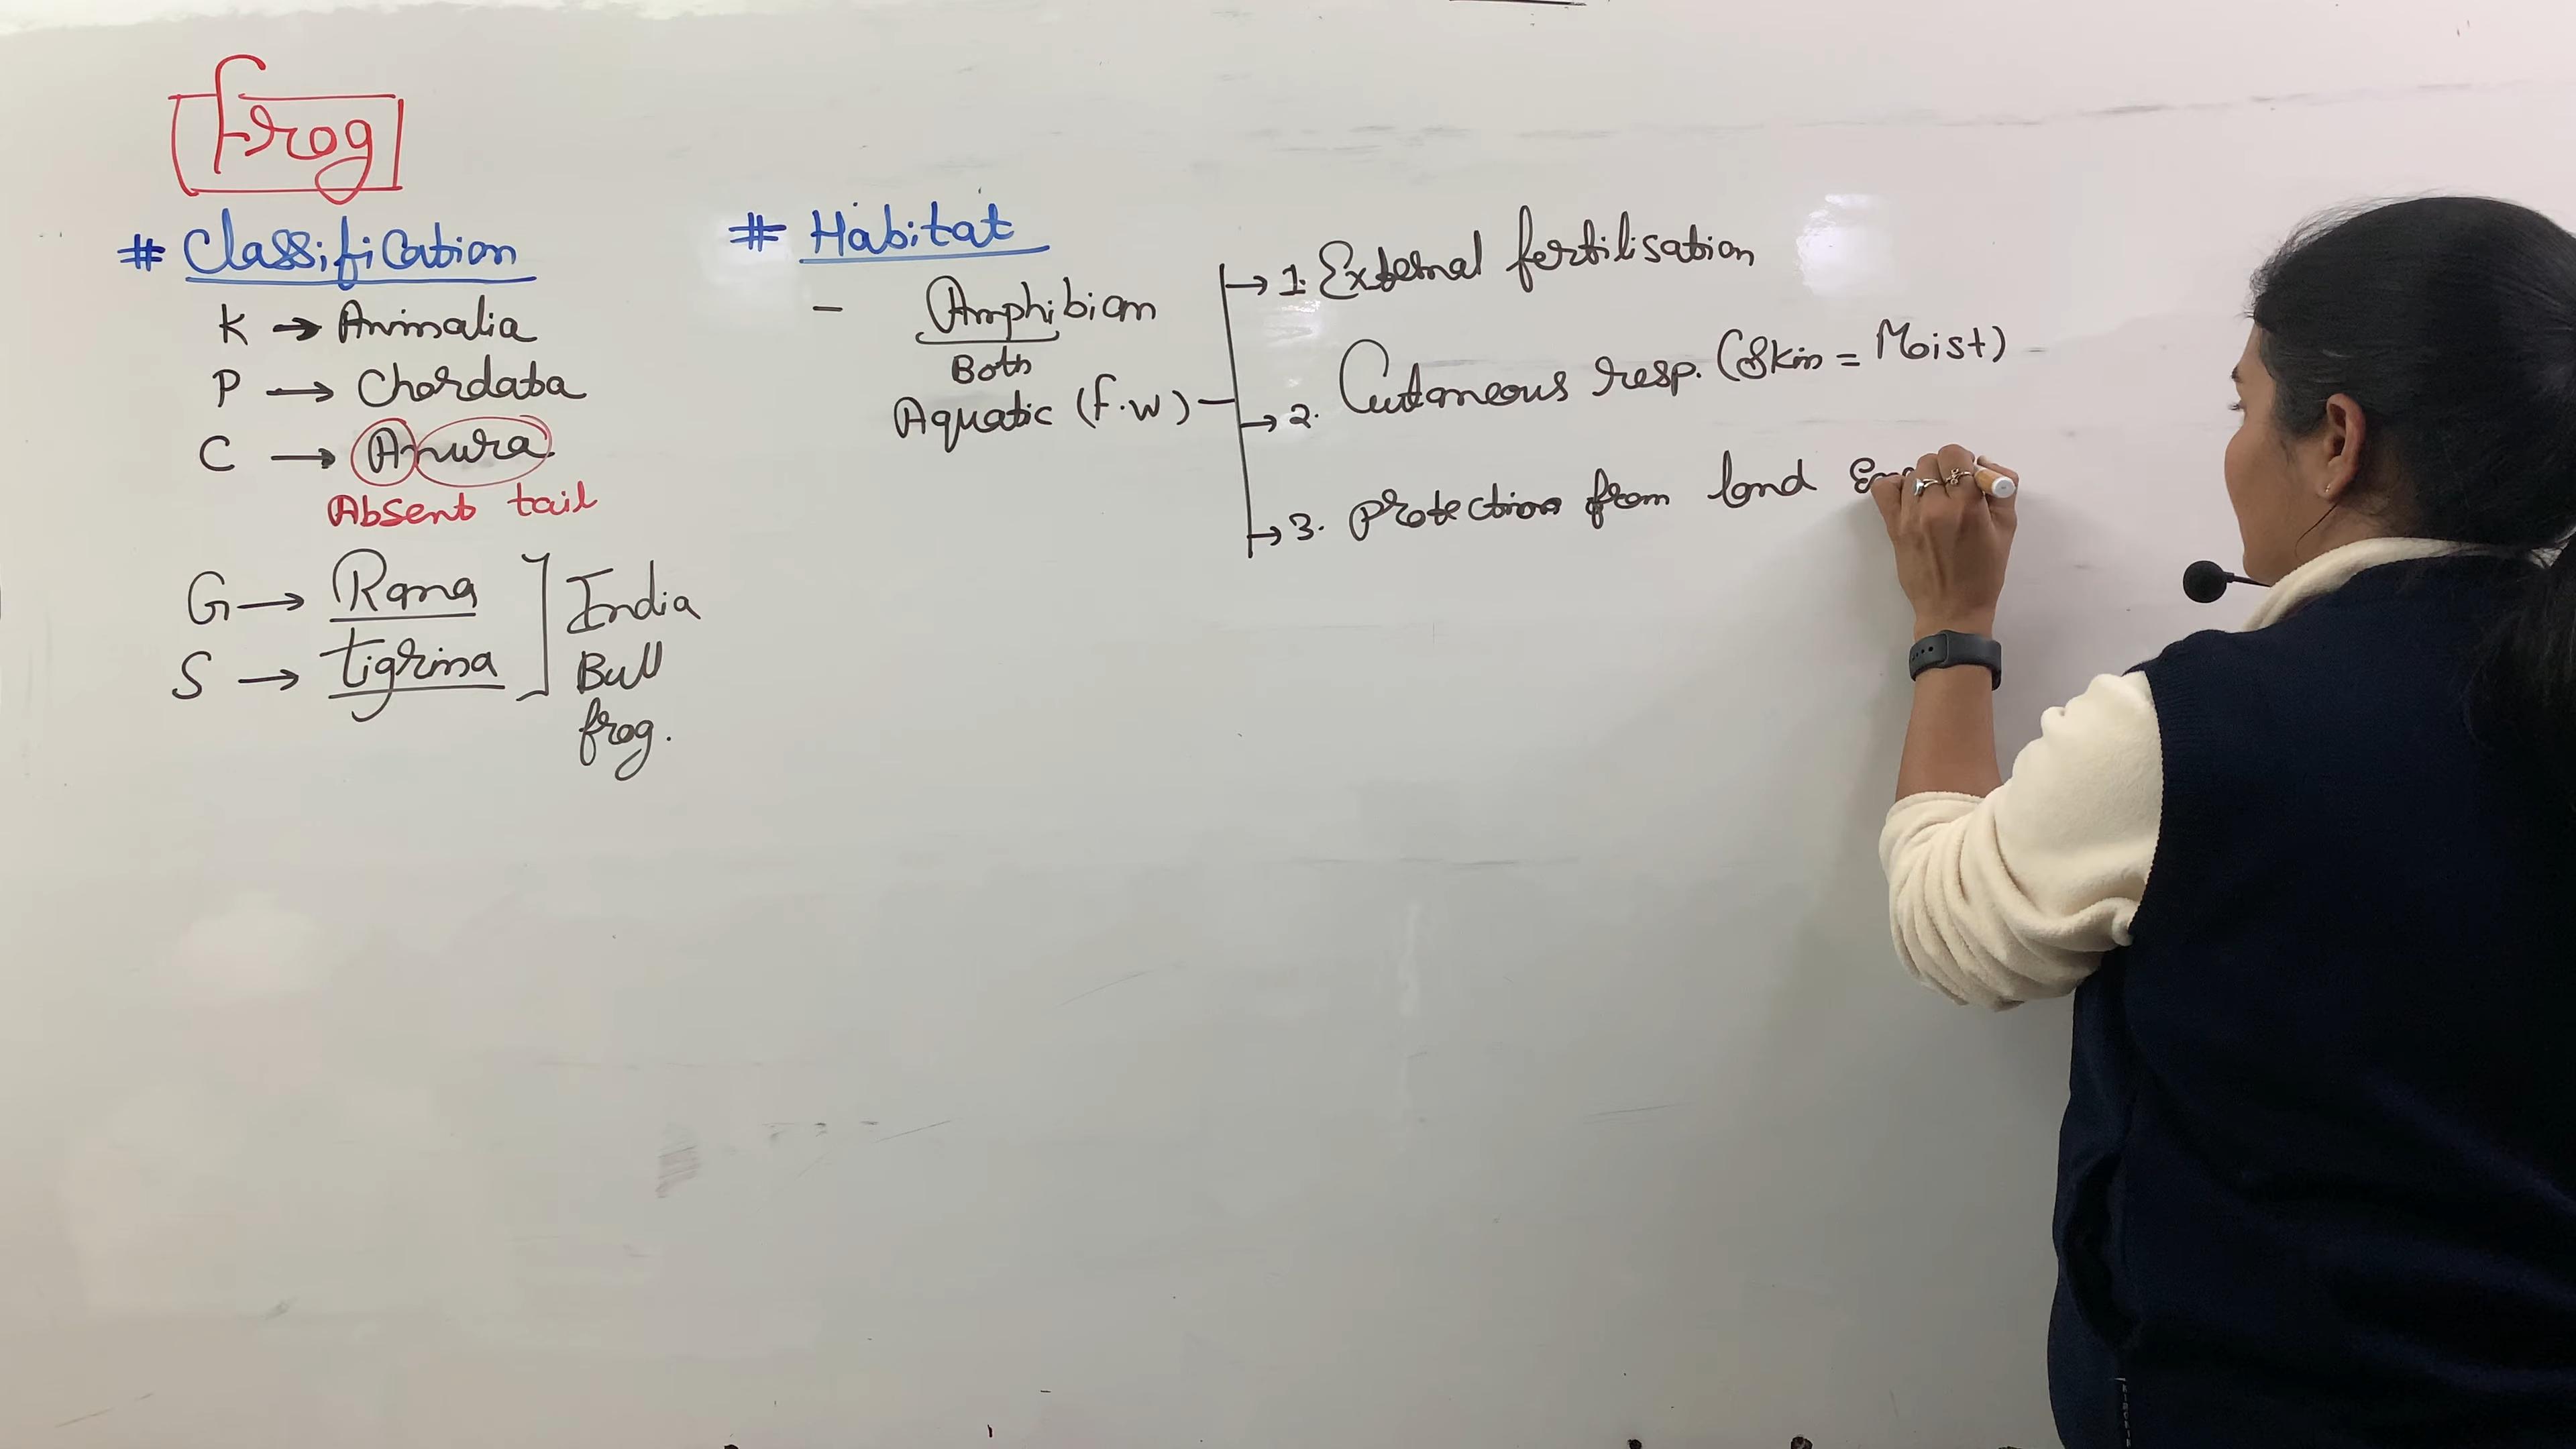 Frog
# Classification
K → Animalia
P → Chordata
C → Anura
Absent tail
G → Rana
S → tigrina
India
Bull
frog.
# Habitat
- Amphibian
Both
Aquatic (f.w)
→ 1. External fertilisation
→ 2. Cutaneous resp. (Skin = Moist)
→ 3. Protection from land